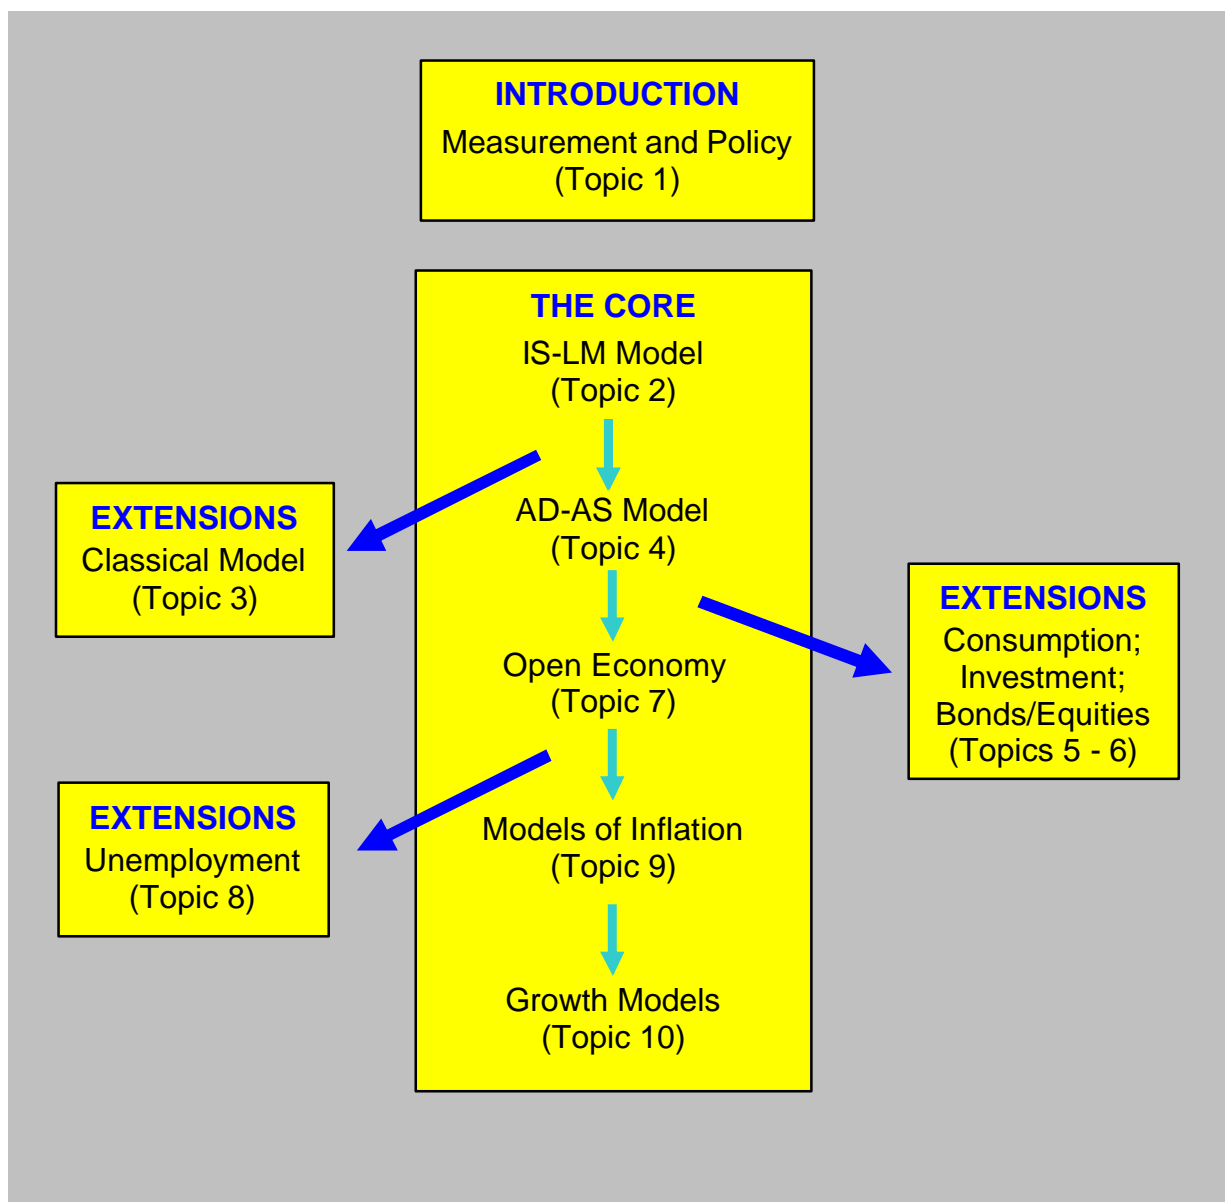 INTRODUCTION
Measurement and Policy
(Topic 1)
THE CORE
IS-LM Model
(Topic 2)
AD-AS Model
(Topic 4)
Open Economy
(Topic 7)
Models of Inflation
(Topic 9)
Growth Models
(Topic 10)
EXTENSIONS
Classical Model
(Topic 3)
EXTENSIONS
Consumption;
Investment;
Bonds/Equities
(Topics 5 - 6)
EXTENSIONS
Unemployment
(Topic 8)